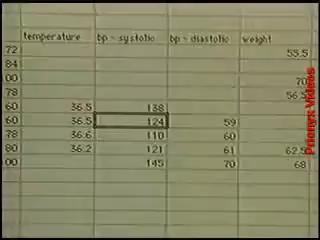 temperature bp - systolic bp - diastolic weight
72 55.5
84
00 70
78 56.5
60 36.5 138
60 36.5 124 59
78 36.6 110 60
80 36.2 121 61 62.5
00 145 70 68
Prionyx Videos